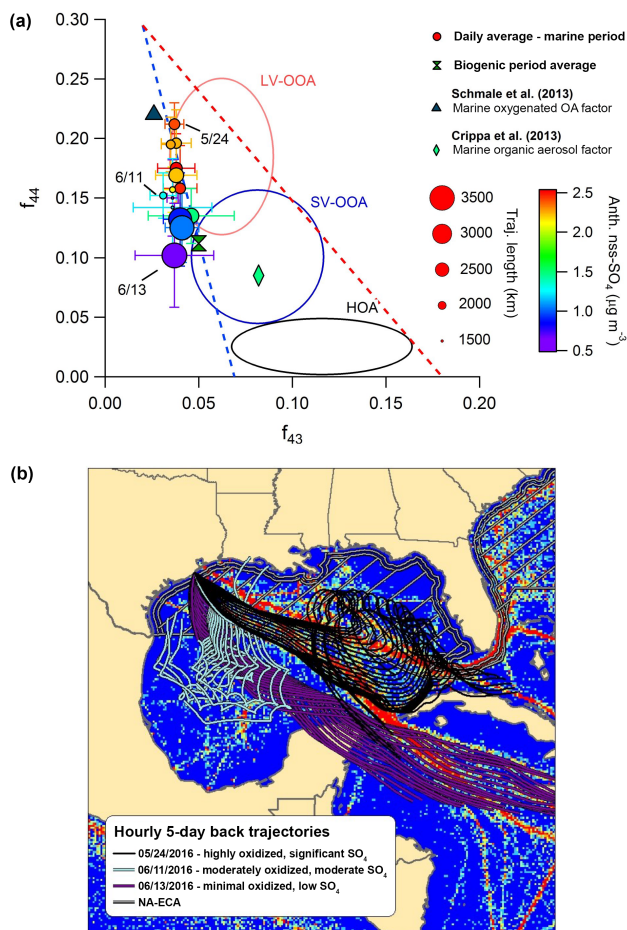 (a)
0.30
0.25
0.20
0.15
0.10
0.05
0.00
f44
0.00
0.05
0.10
0.15
0.20
f43
LV-OOA
5/24
6/11
SV-OOA
6/13
HOA
Daily average - marine period
Biogenic period average
Schmale et al. (2013)
Marine oxygenated OA factor
Crippa et al. (2013)
Marine organic aerosol factor
3500
3000
2500
2000
1500
Traj. length (km)
2.5
2.0
1.5
1.0
0.5
Anth. nss-SO4 (µg m-3)
(b)
Hourly 5-day back trajectories
05/24/2016 - highly oxidized, significant SO4
06/11/2016 - moderately oxidized, moderate SO4
06/13/2016 - minimal oxidized, low SO4
NA-ECA